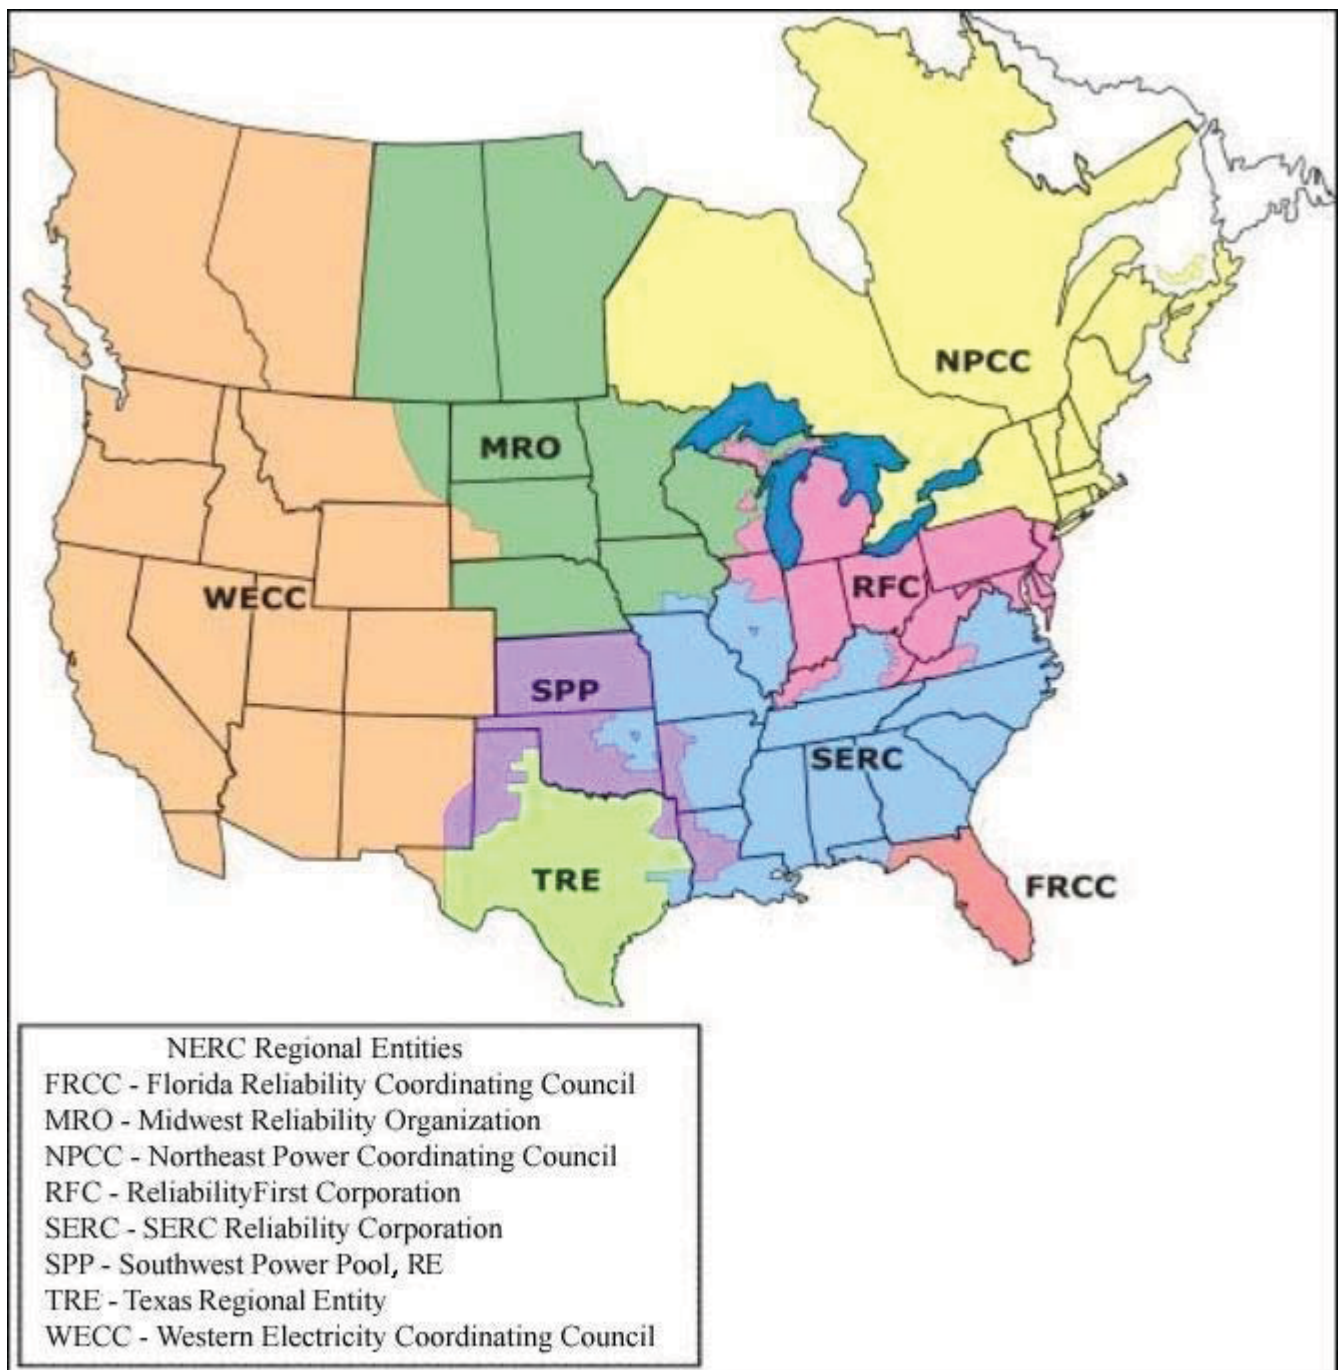 NPCC
MRO
WECC
RFC
SPP
SERC
TRE
FRCC
NERC Regional Entities
FRCC - Florida Reliability Coordinating Council
MRO - Midwest Reliability Organization
NPCC - Northeast Power Coordinating Council
RFC - ReliabilityFirst Corporation
SERC - SERC Reliability Corporation
SPP - Southwest Power Pool, RE
TRE - Texas Regional Entity
WECC - Western Electricity Coordinating Council